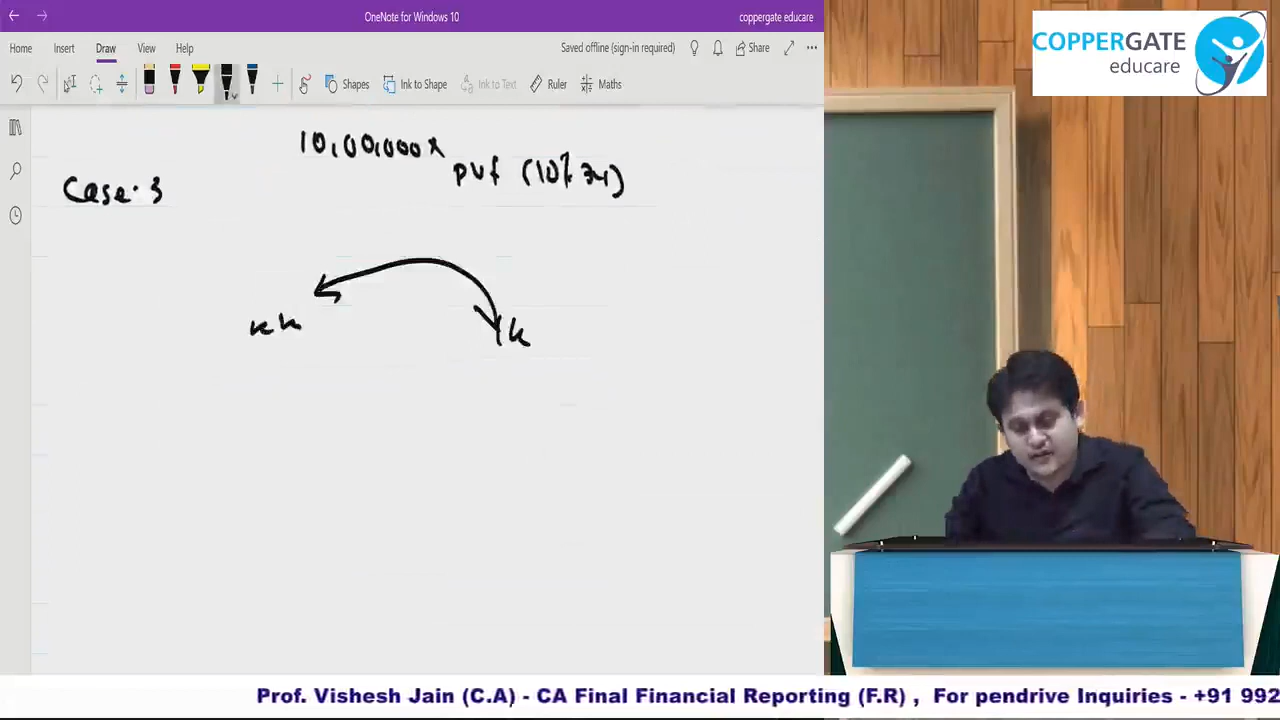 OneNote for Windows 10
coppergate educare
Home Insert Draw View Help
Saved offline (sign-in required)
Share
Shapes
Ink to Shape
Ink to Text
Ruler
Maths
COPPERGATE
educare
10,00,000 x
pvf (10%
Case: 3
kk
k
Prof. Vishesh Jain (C.A) - CA Final Financial Reporting (F.R) , For pendrive Inquiries - +91 992